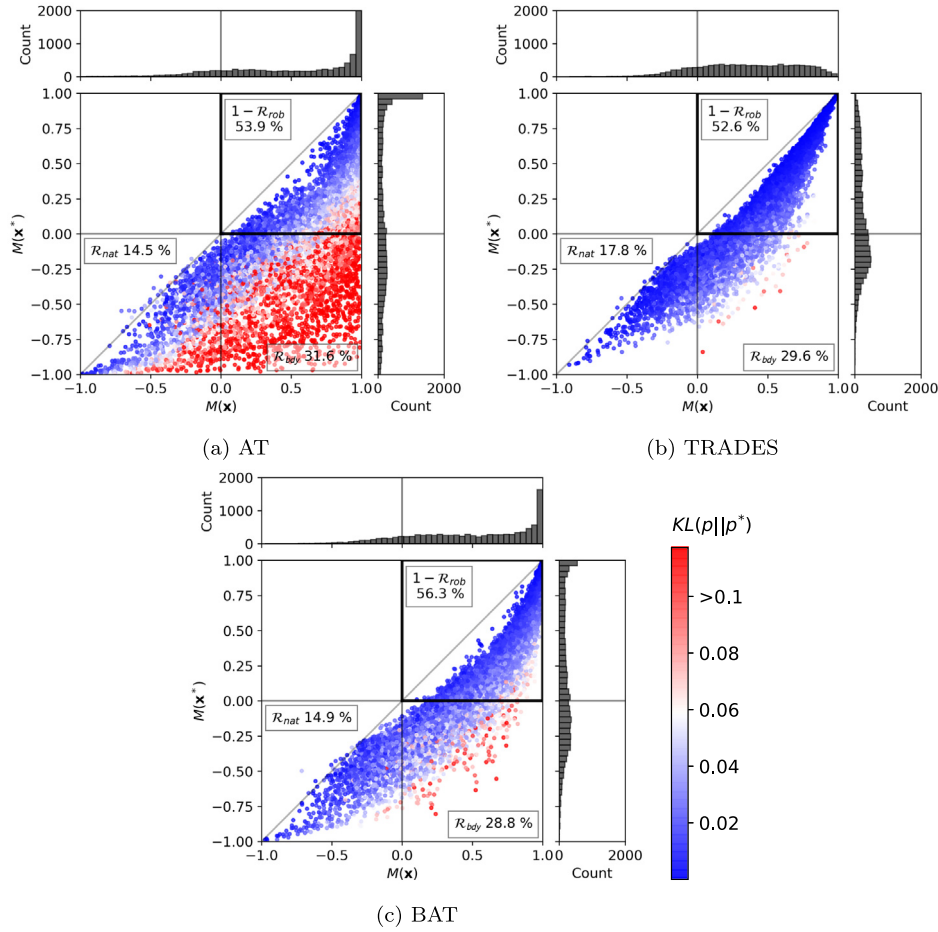 2000
1000
0
Count
1.00
0.75
0.50
0.25
0.00
−0.25
−0.50
−0.75
−1.00
M(x*)
1 − R_rob
53.9 %
R_nat 14.5 %
R_bdy 31.6 %
−1.0
−0.5
0.0
0.5
1.0
M(x)
0
2000
Count
(a) AT
2000
1000
0
Count
1.00
0.75
0.50
0.25
0.00
−0.25
−0.50
−0.75
−1.00
M(x*)
1 − R_rob
52.6 %
R_nat 17.8 %
R_bdy 29.6 %
−1.0
−0.5
0.0
0.5
1.0
M(x)
0
2000
Count
(b) TRADES
2000
1000
0
Count
1.00
0.75
0.50
0.25
0.00
−0.25
−0.50
−0.75
−1.00
M(x*)
1 − R_rob
56.3 %
R_nat 14.9 %
R_bdy 28.8 %
−1.0
−0.5
0.0
0.5
1.0
M(x)
0
2000
Count
(c) BAT
KL(p||p*)
>0.1
0.08
0.06
0.04
0.02